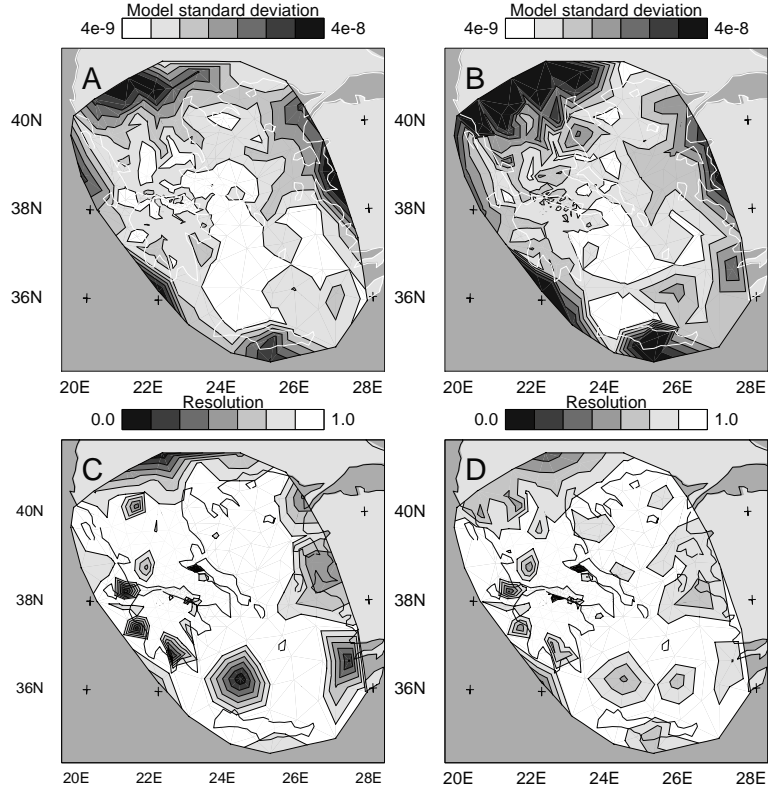 Model standard deviation
4e-9 4e-8
Model standard deviation
4e-9 4e-8
A
B
40N
38N
36N
40N
38N
36N
20E 22E 24E 26E 28E
20E 22E 24E 26E 28E
Resolution
0.0 1.0
Resolution
0.0 1.0
C
D
40N
38N
36N
40N
38N
36N
20E 22E 24E 26E 28E
20E 22E 24E 26E 28E